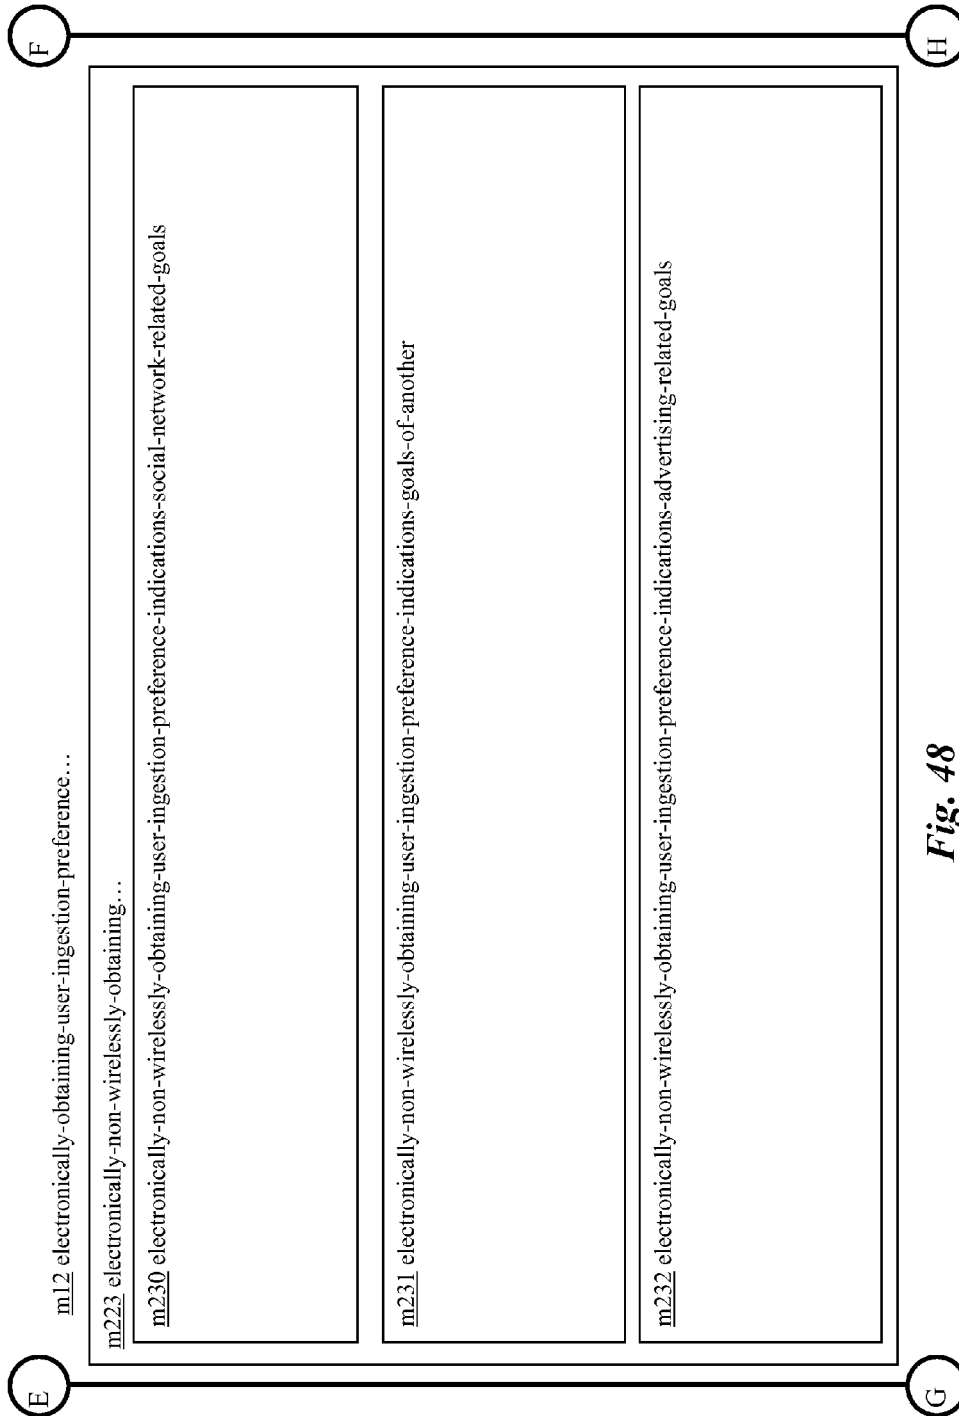 E
F
m12 electronically-obtaining-user-ingestion-preference…
m223 electronically-non-wirelessly-obtaining…
m230 electronically-non-wirelessly-obtaining-user-ingestion-preference-indications-social-network-related-goals
m231 electronically-non-wirelessly-obtaining-user-ingestion-preference-indications-goals-of-another
m232 electronically-non-wirelessly-obtaining-user-ingestion-preference-indications-advertising-related-goals
G
H
Fig. 48